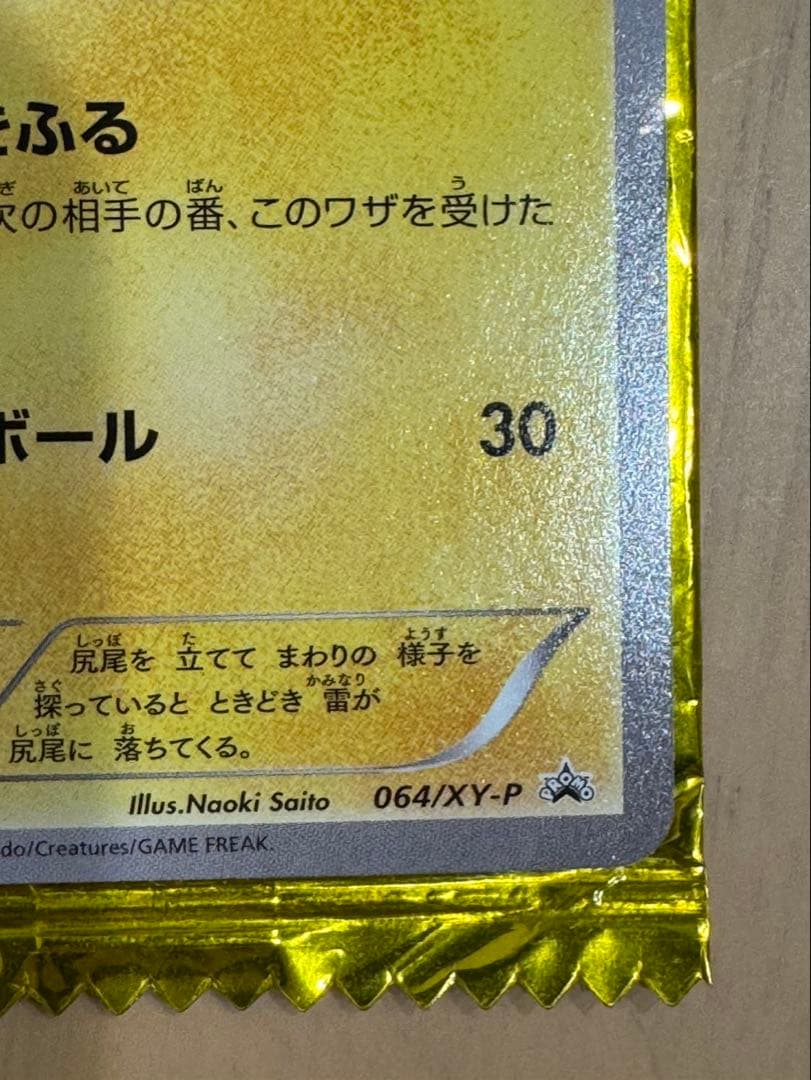 をふる
次の相手の番、このワザを受けた
ボール 30
尻尾を 立てて まわりの 様子を
探っていると ときどき 雷が
尻尾に 落ちてくる。
Illus.Naoki Saito 064/XY-P PROMO
do/Creatures/GAME FREAK.